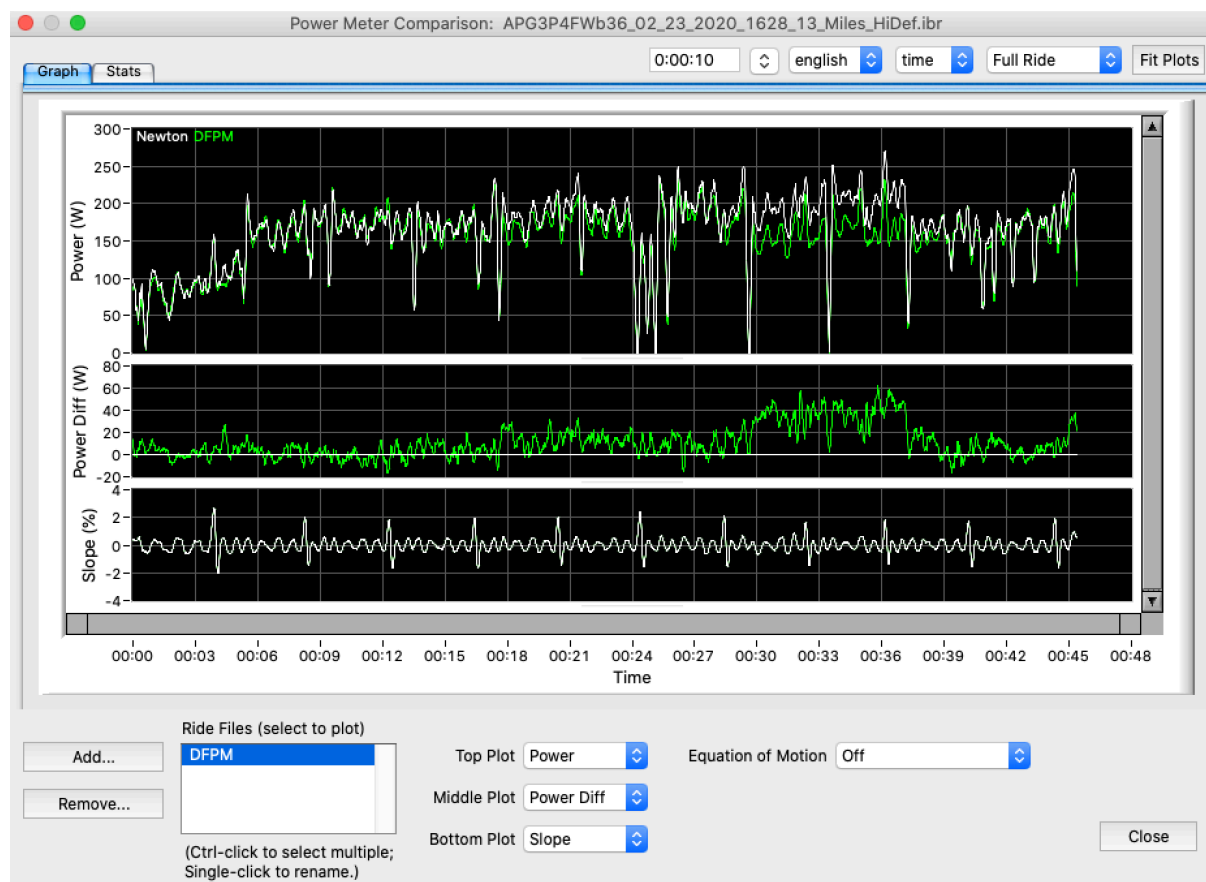 Power Meter Comparison: APG3P4FWb36_02_23_2020_1628_13_Miles_HiDef.ibr
0:00:10 english time Full Ride Fit Plots
Graph Stats
Newton DFPM
Power (W)
300
250
200
150
100
50
0
Power Diff (W)
80
60
40
20
0
-20
Slope (%)
4
2
0
-2
-4
00:00 00:03 00:06 00:09 00:12 00:15 00:18 00:21 00:24 00:27 00:30 00:33 00:36 00:39 00:42 00:45 00:48
Time
Ride Files (select to plot)
Add... DFPM Top Plot Power Equation of Motion Off
Remove... Middle Plot Power Diff
Bottom Plot Slope Close
(Ctrl-click to select multiple;
Single-click to rename.)